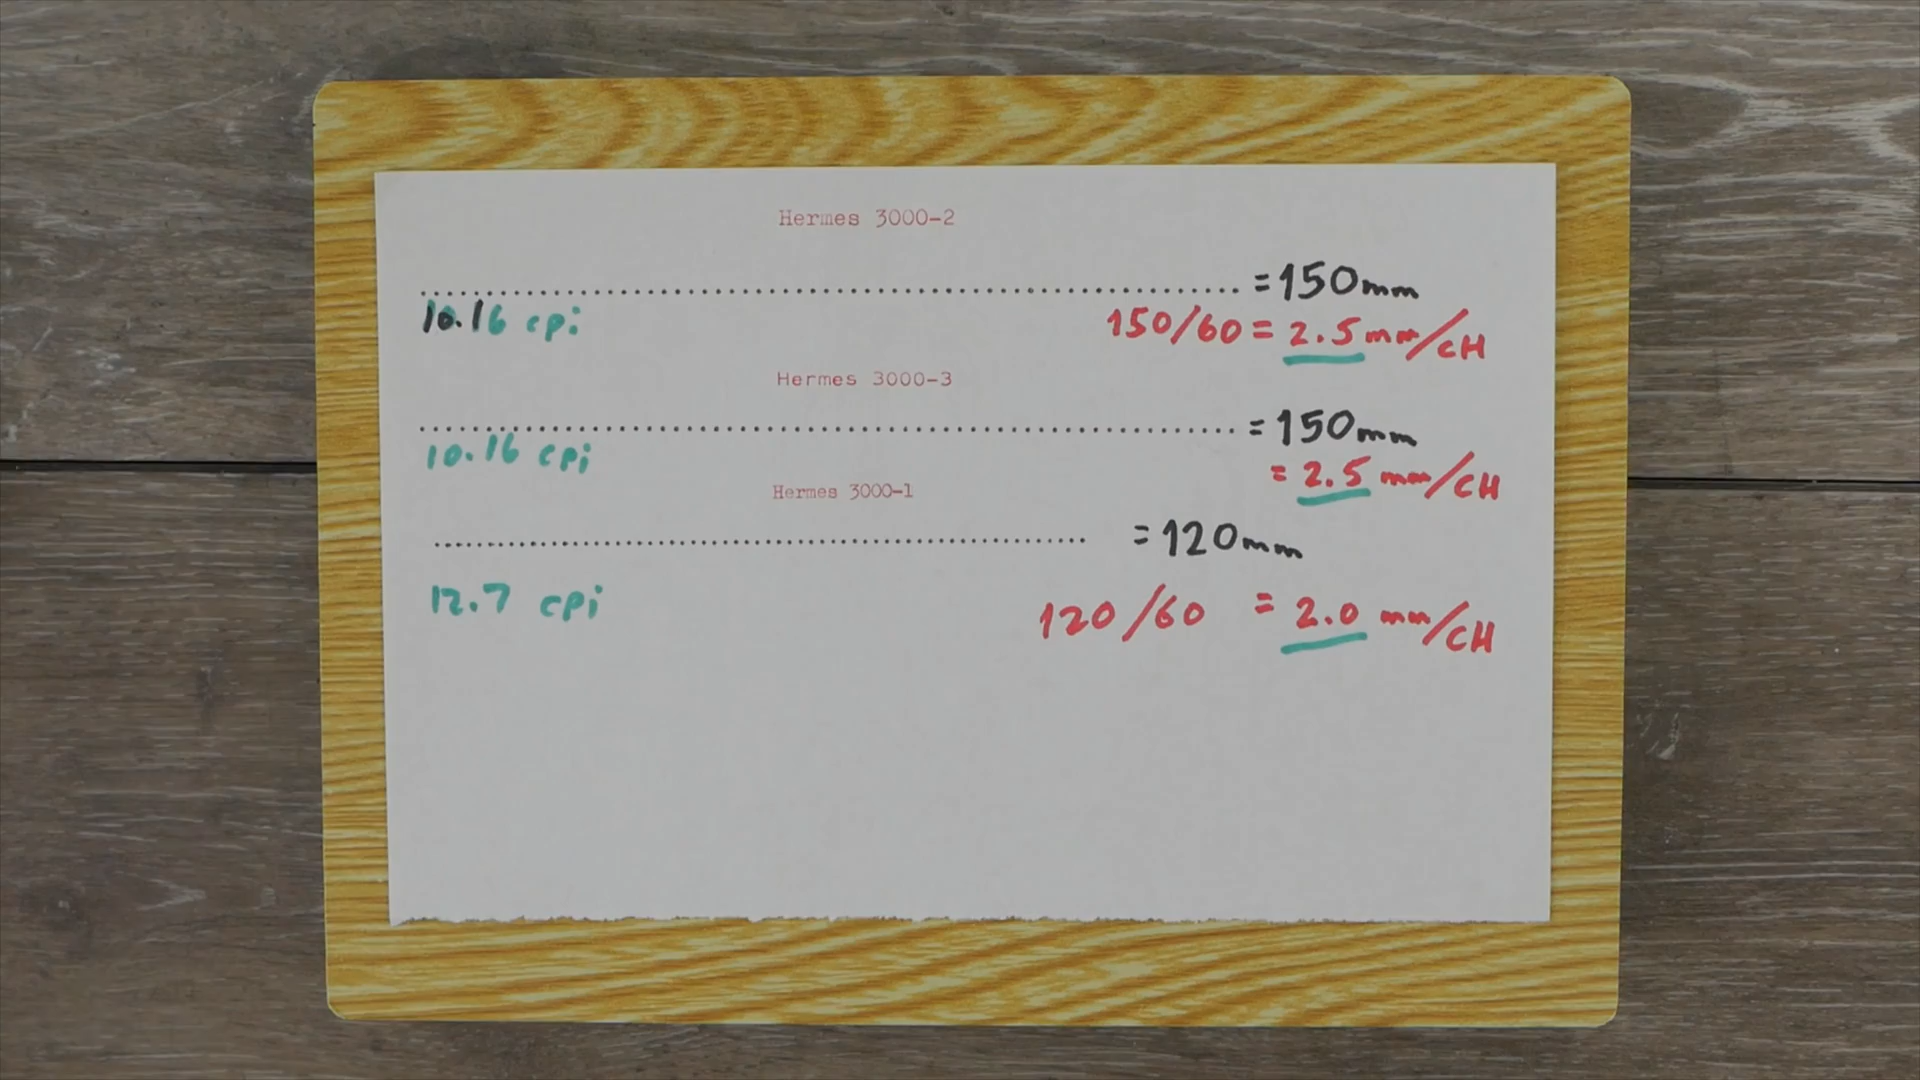 Hermes 3000-2
............................................................ = 150mm
10.16 cpi 150/60 = 2.5 mm/CH
Hermes 3000-3
............................................................ = 150mm
10.16 cpi = 2.5 mm/CH
Hermes 3000-1
............................................................ = 120mm
12.7 cpi 120/60 = 2.0 mm/CH